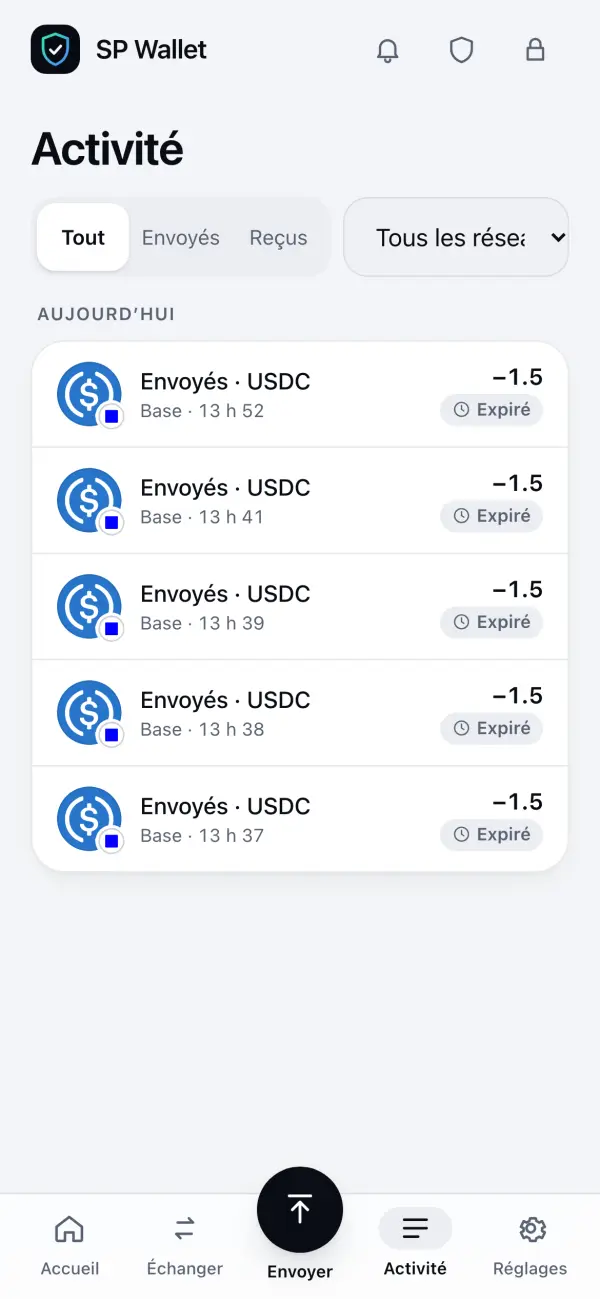 SP Wallet
Activité
Tout Envoyés Reçus Tous les rése
AUJOURD’HUI
Envoyés · USDC −1.5
Base · 13 h 52 Expiré
Envoyés · USDC −1.5
Base · 13 h 41 Expiré
Envoyés · USDC −1.5
Base · 13 h 39 Expiré
Envoyés · USDC −1.5
Base · 13 h 38 Expiré
Envoyés · USDC −1.5
Base · 13 h 37 Expiré
Accueil Échanger Envoyer Activité Réglages